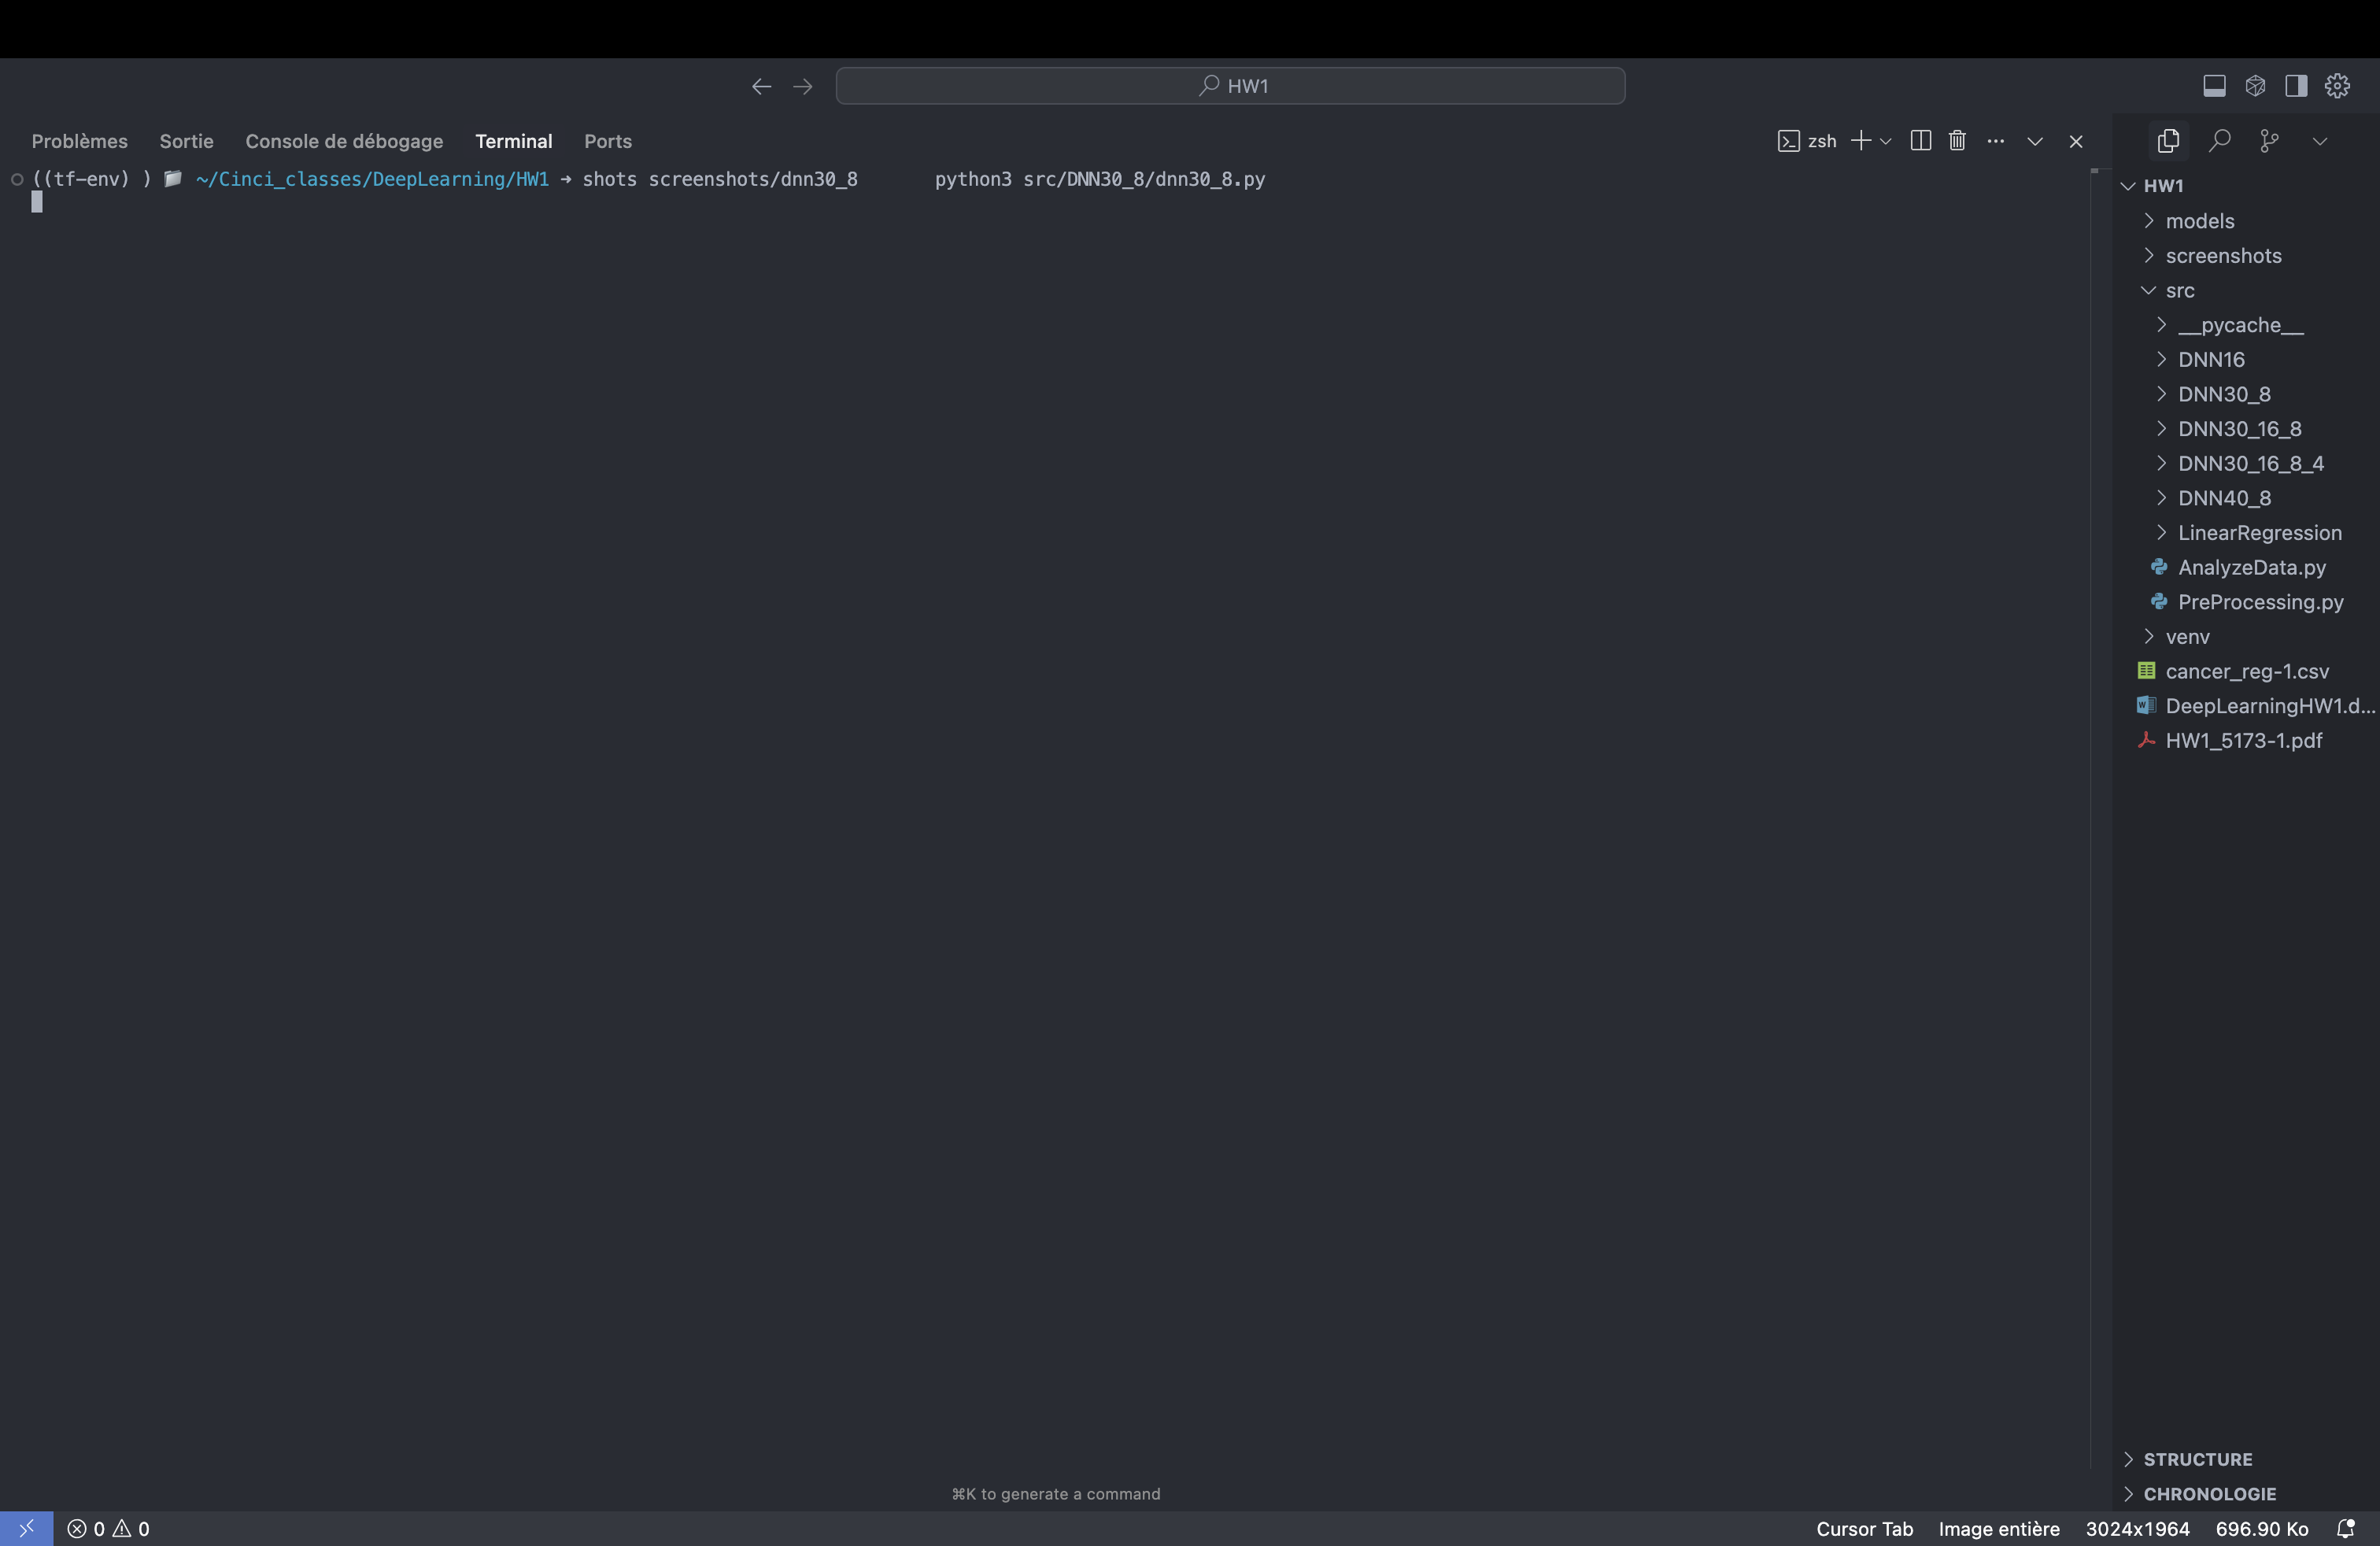 HW1
Problèmes Sortie Console de débogage Terminal Ports
zsh
((tf-env) ) ~/Cinci_classes/DeepLearning/HW1 → shots screenshots/dnn30_8 python3 src/DNN30_8/dnn30_8.py
HW1
models
screenshots
src
__pycache__
DNN16
DNN30_8
DNN30_16_8
DNN30_16_8_4
DNN40_8
LinearRegression
AnalyzeData.py
PreProcessing.py
venv
cancer_reg-1.csv
DeepLearningHW1.d...
HW1_5173-1.pdf
STRUCTURE
CHRONOLOGIE
⌘K to generate a command
0 0 Cursor Tab Image entière 3024x1964 696.90 Ko